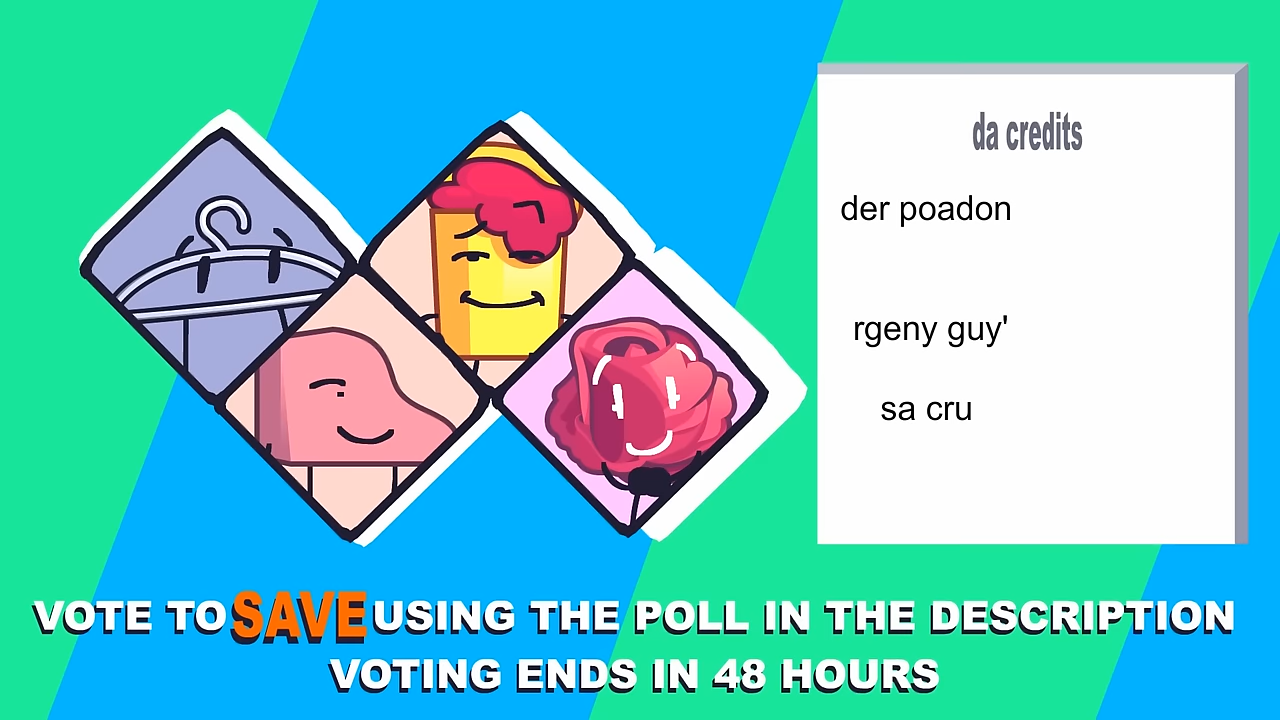 da credits
der poadon
rgeny guy'
sa cru
VOTE TO SAVE USING THE POLL IN THE DESCRIPTION
VOTING ENDS IN 48 HOURS